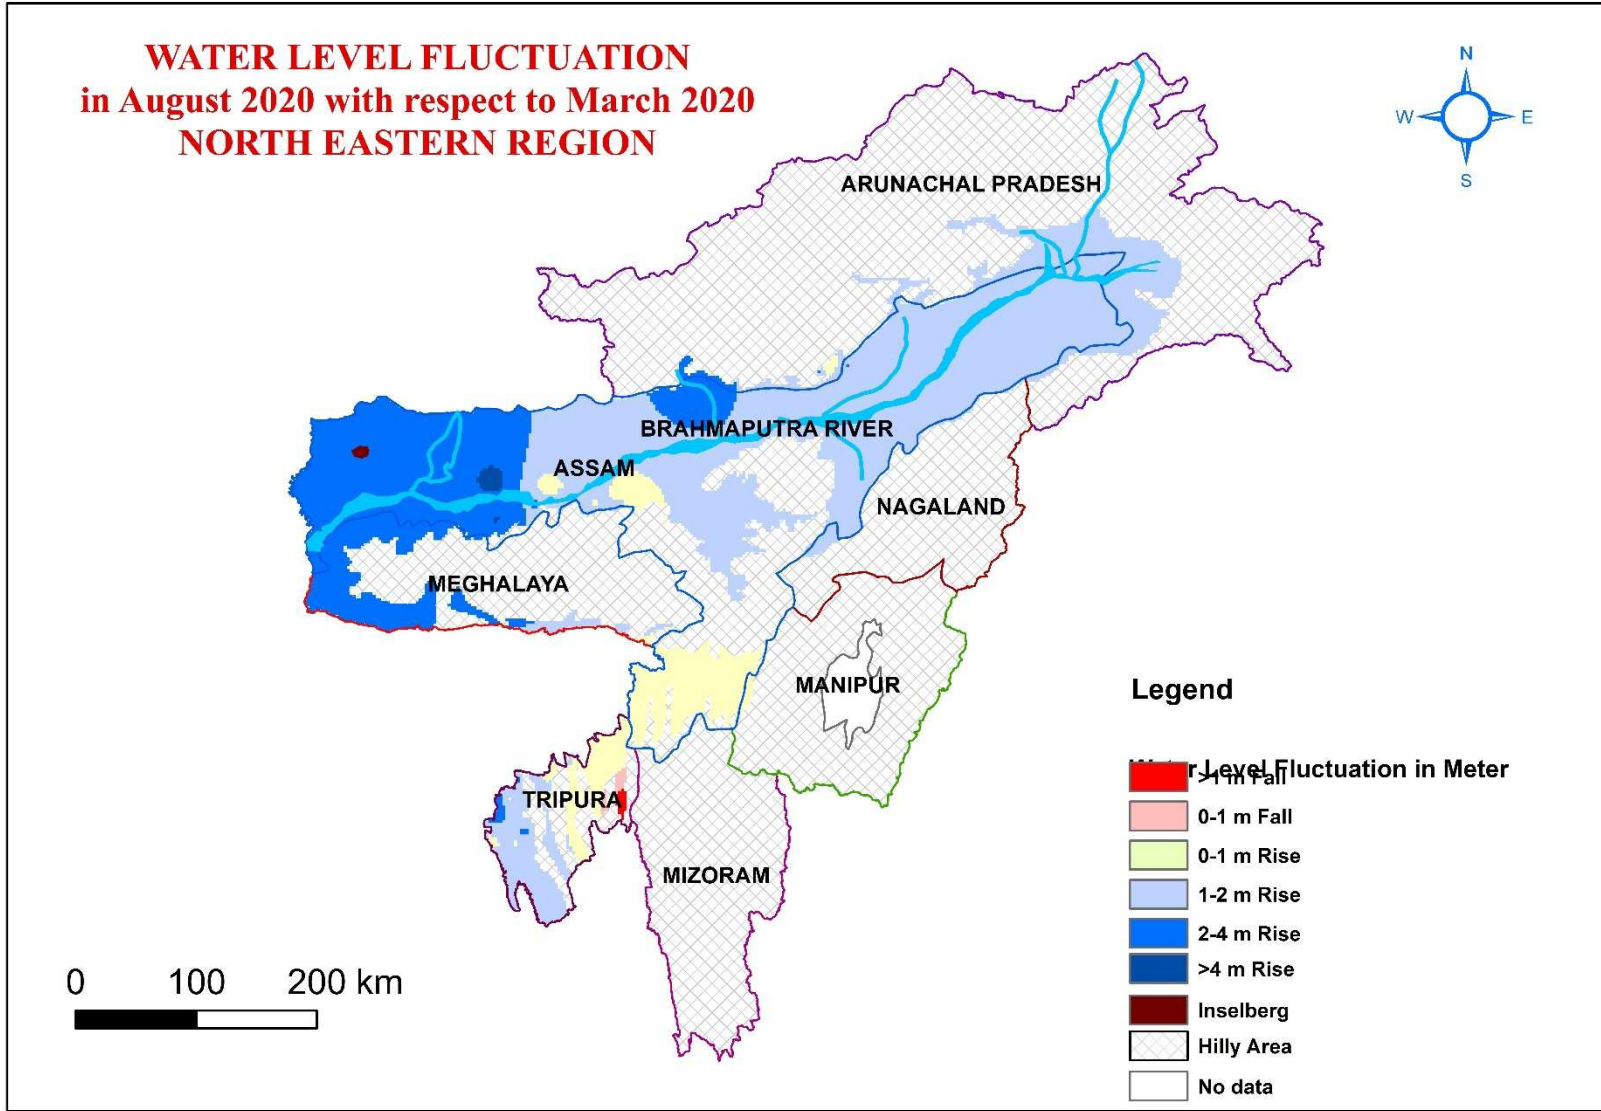 WATER LEVEL FLUCTUATION
in August 2020 with respect to March 2020
NORTH EASTERN REGION
N
W
E
S
ARUNACHAL PRADESH
BRAHMAPUTRA RIVER
ASSAM
NAGALAND
MEGHALAYA
MANIPUR
TRIPURA
MIZORAM
Legend
Level Fluctuation in Meter
>1 m Fall
0-1 m Fall
0-1 m Rise
1-2 m Rise
2-4 m Rise
>4 m Rise
Inselberg
Hilly Area
No data
0 100 200 km